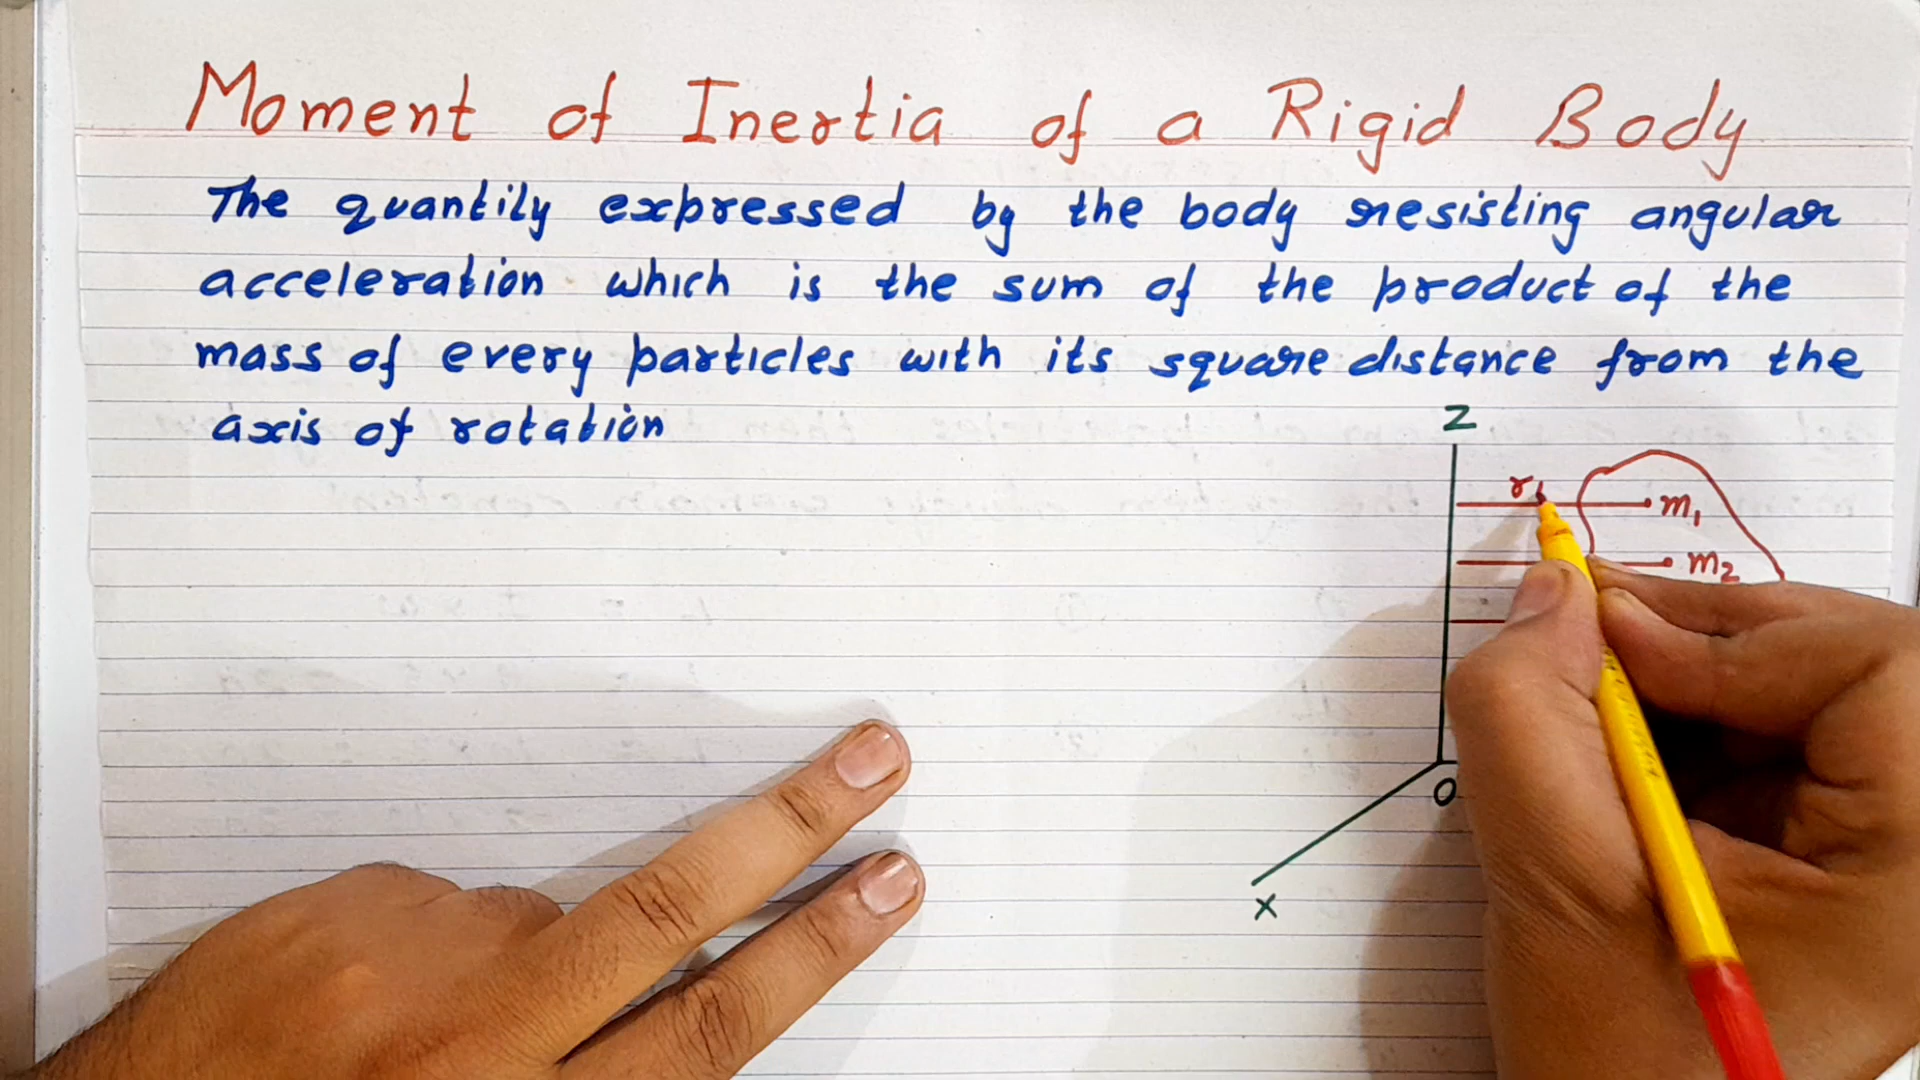 Moment of Inertia of a Rigid Body
The quantily expressed by the body resisting angular
acceleration which is the sum of the product of the
mass of every particles with its square distance from the
axis of rotation
Z
r1
m1
m2
O
X